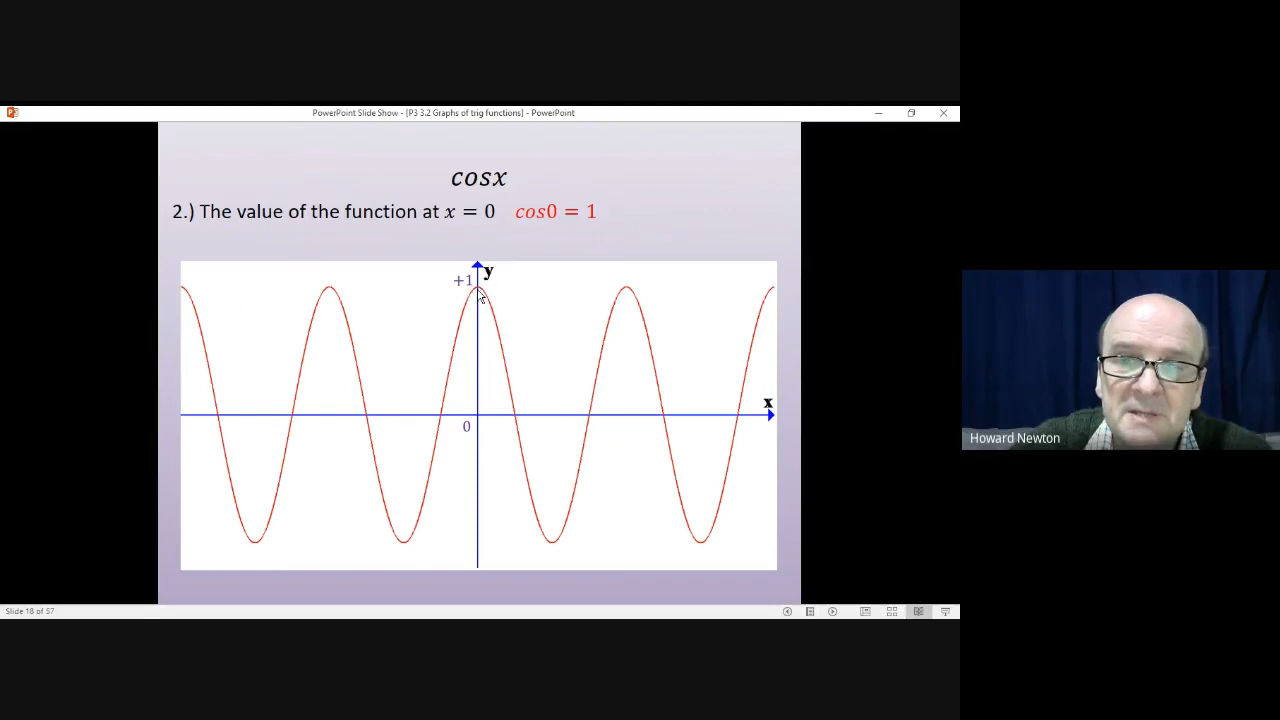 PowerPoint Slide Show - [P3 3.2 Graphs of trig functions] - PowerPoint
cosx
2.) The value of the function at x = 0 cos0 = 1
y
+1
x
0
Howard Newton
Slide 18 of 57